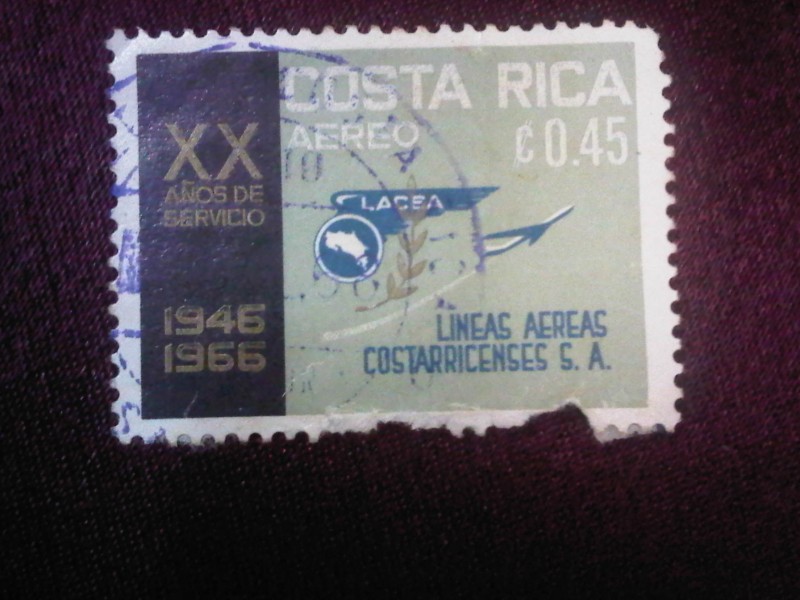 COSTA RICA
AEREO ₡0.45
XX
AÑOS DE
SERVICIO
LACSA
1946
1966
LINEAS AEREAS
COSTARRICENSES S. A.